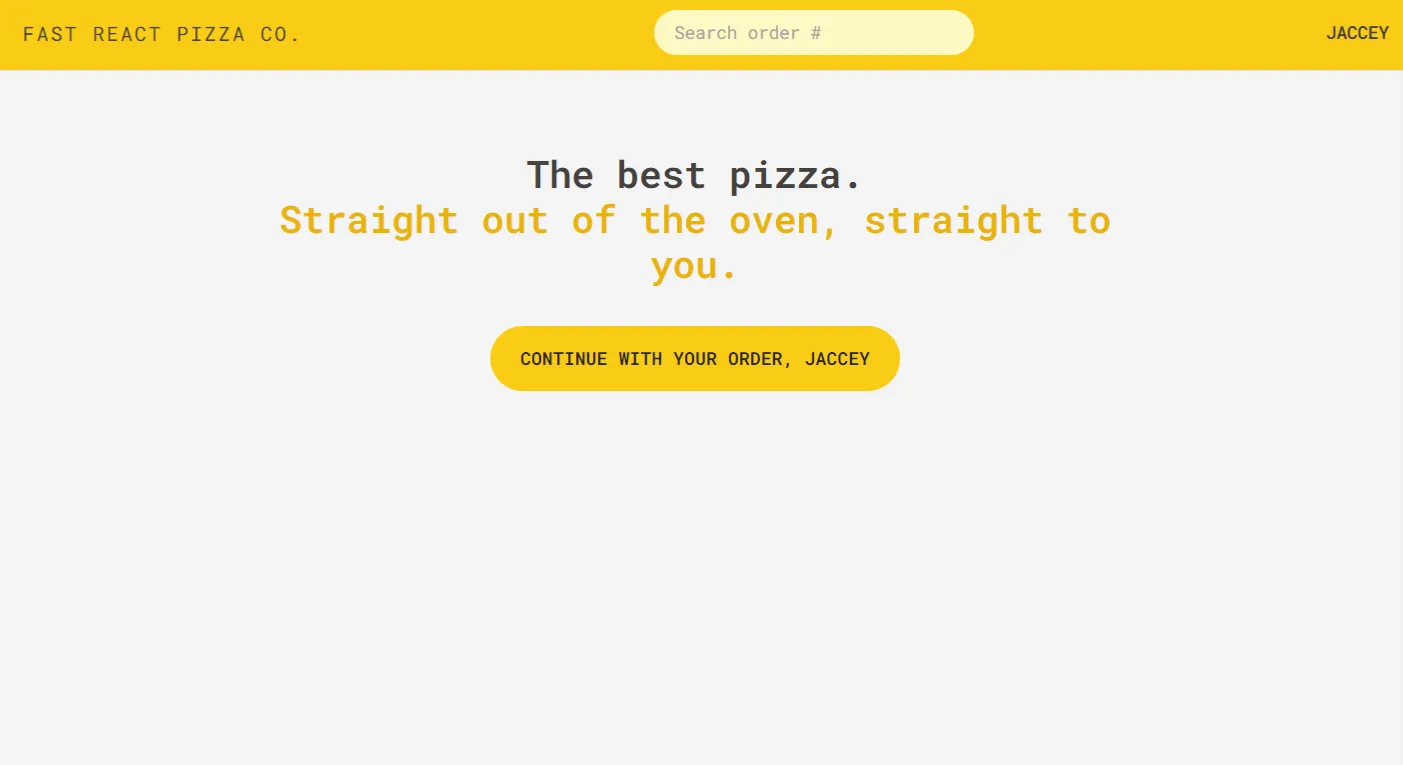 FAST REACT PIZZA CO.
Search order #
JACCEY
The best pizza.
Straight out of the oven, straight to
you.
CONTINUE WITH YOUR ORDER, JACCEY